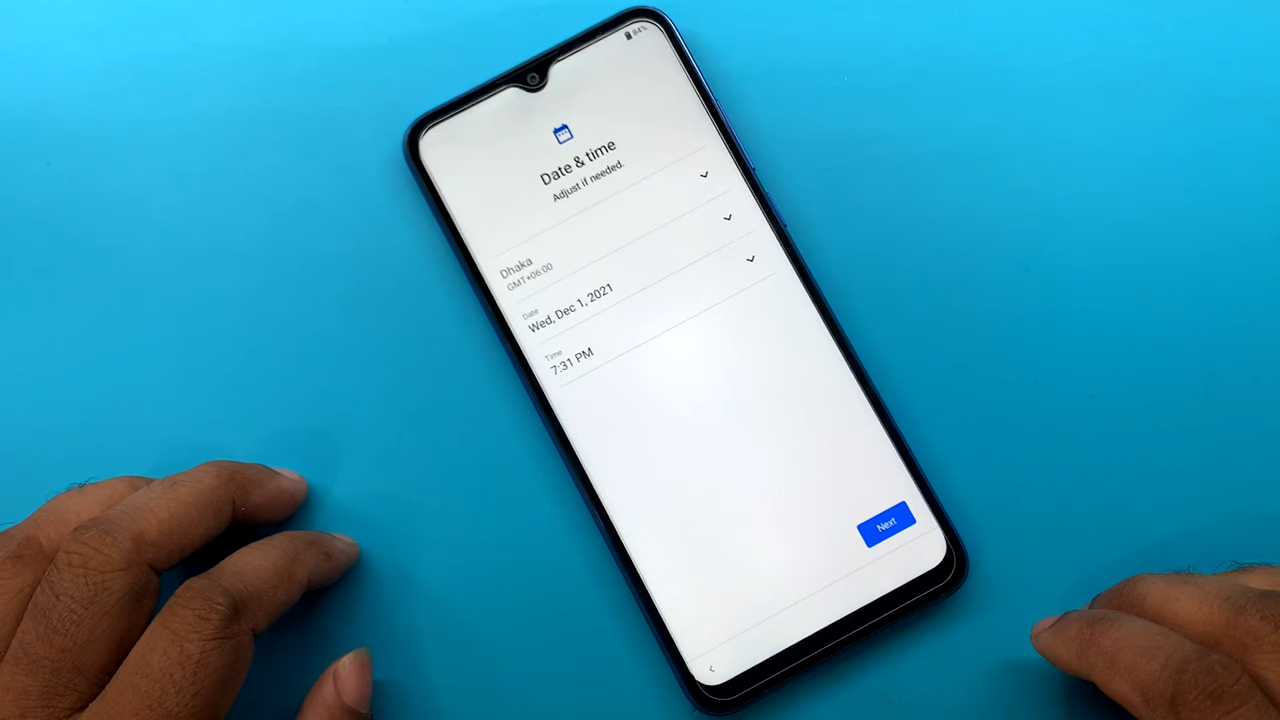 84%
Date & time
Adjust if needed.
Dhaka
GMT+06:00
Date
Wed, Dec 1, 2021
Time
7:31 PM
Next